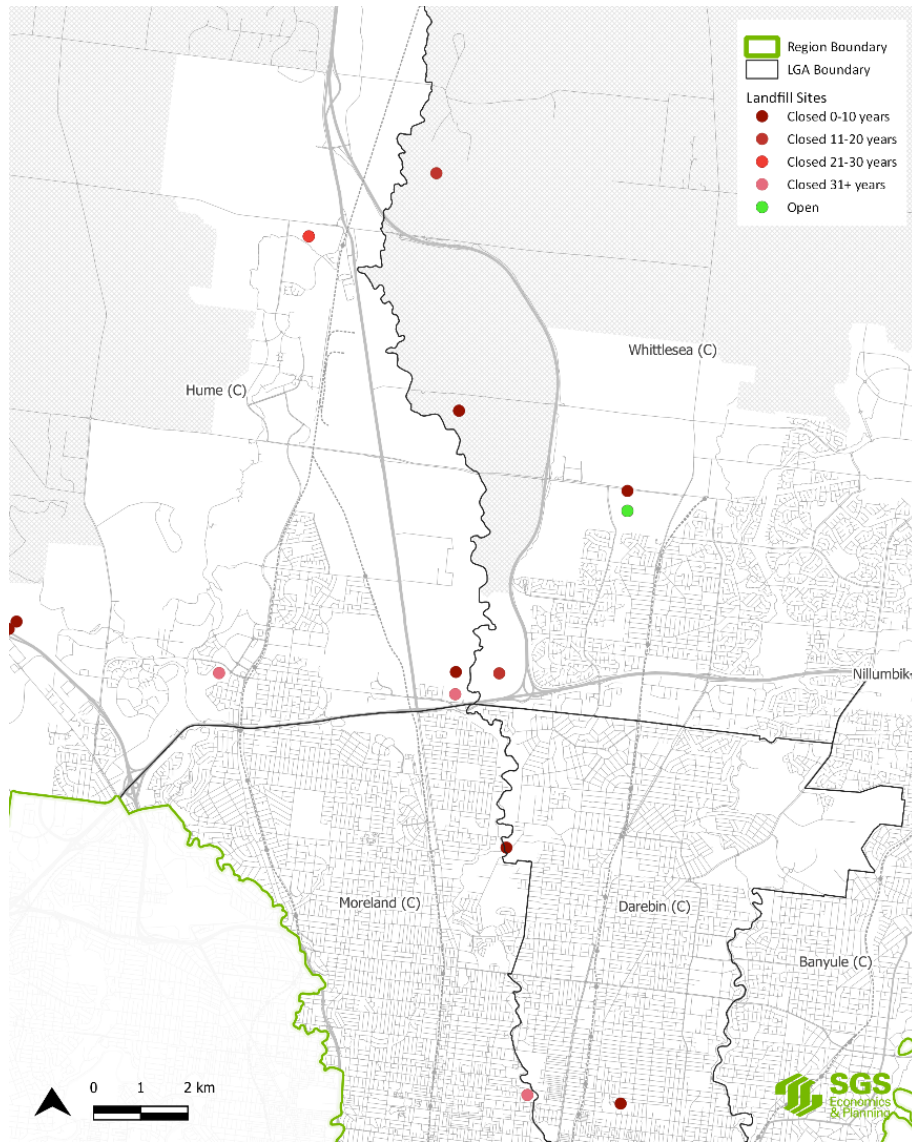 Region Boundary
LGA Boundary
Landfill Sites
Closed 0-10 years
Closed 11-20 years
Closed 21-30 years
Closed 31+ years
Open
Whittlesea (C)
Hume (C)
Nillumbik
Moreland (C)
Darebin (C)
Banyule (C)
0 1 2 km
SGS
Economics
& Planning